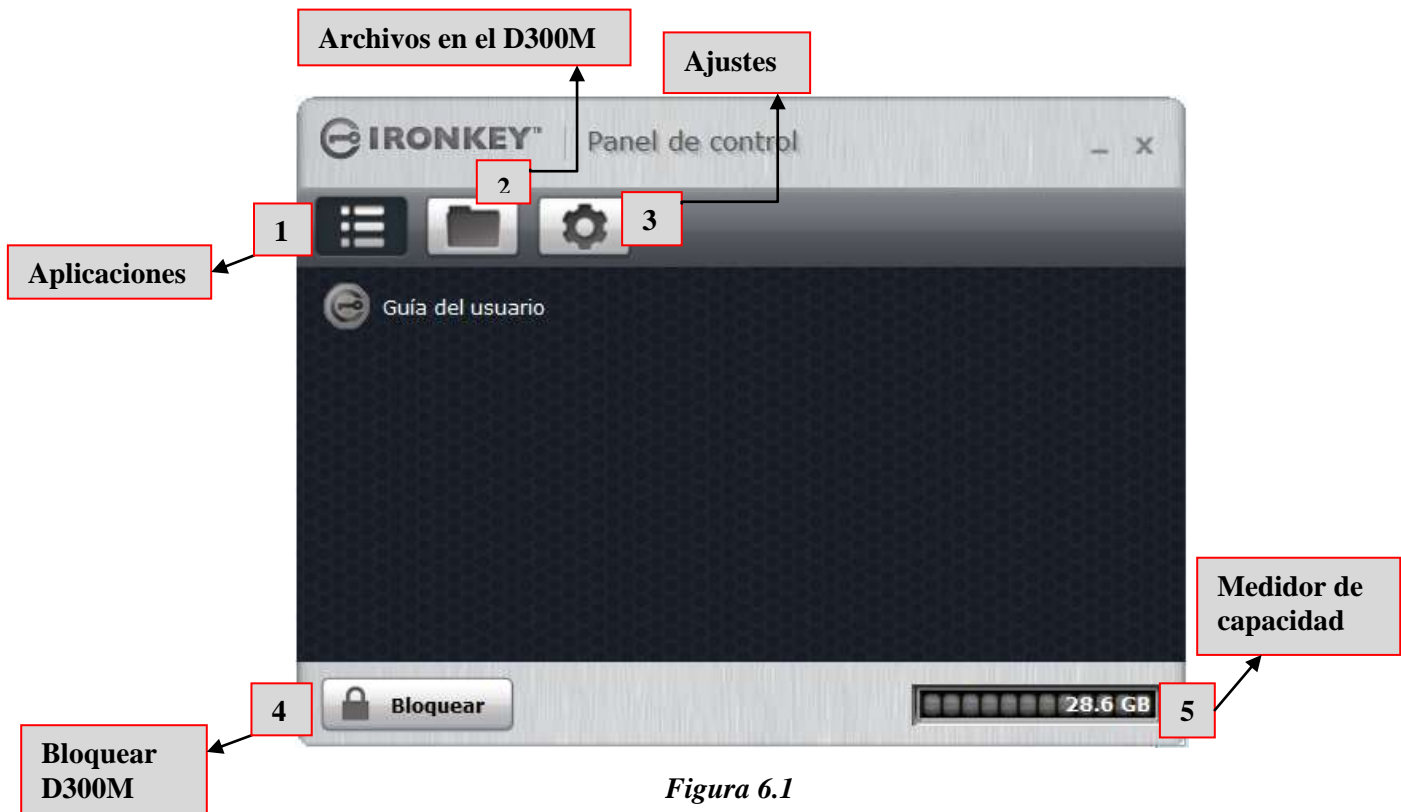 Archivos en el D300M
Ajustes
IRONKEY™ Panel de control
2
1
3
Aplicaciones
Guía del usuario
Medidor de
capacidad
4
Bloquear
28.6 GB
5
Bloquear
D300M
Figura 6.1